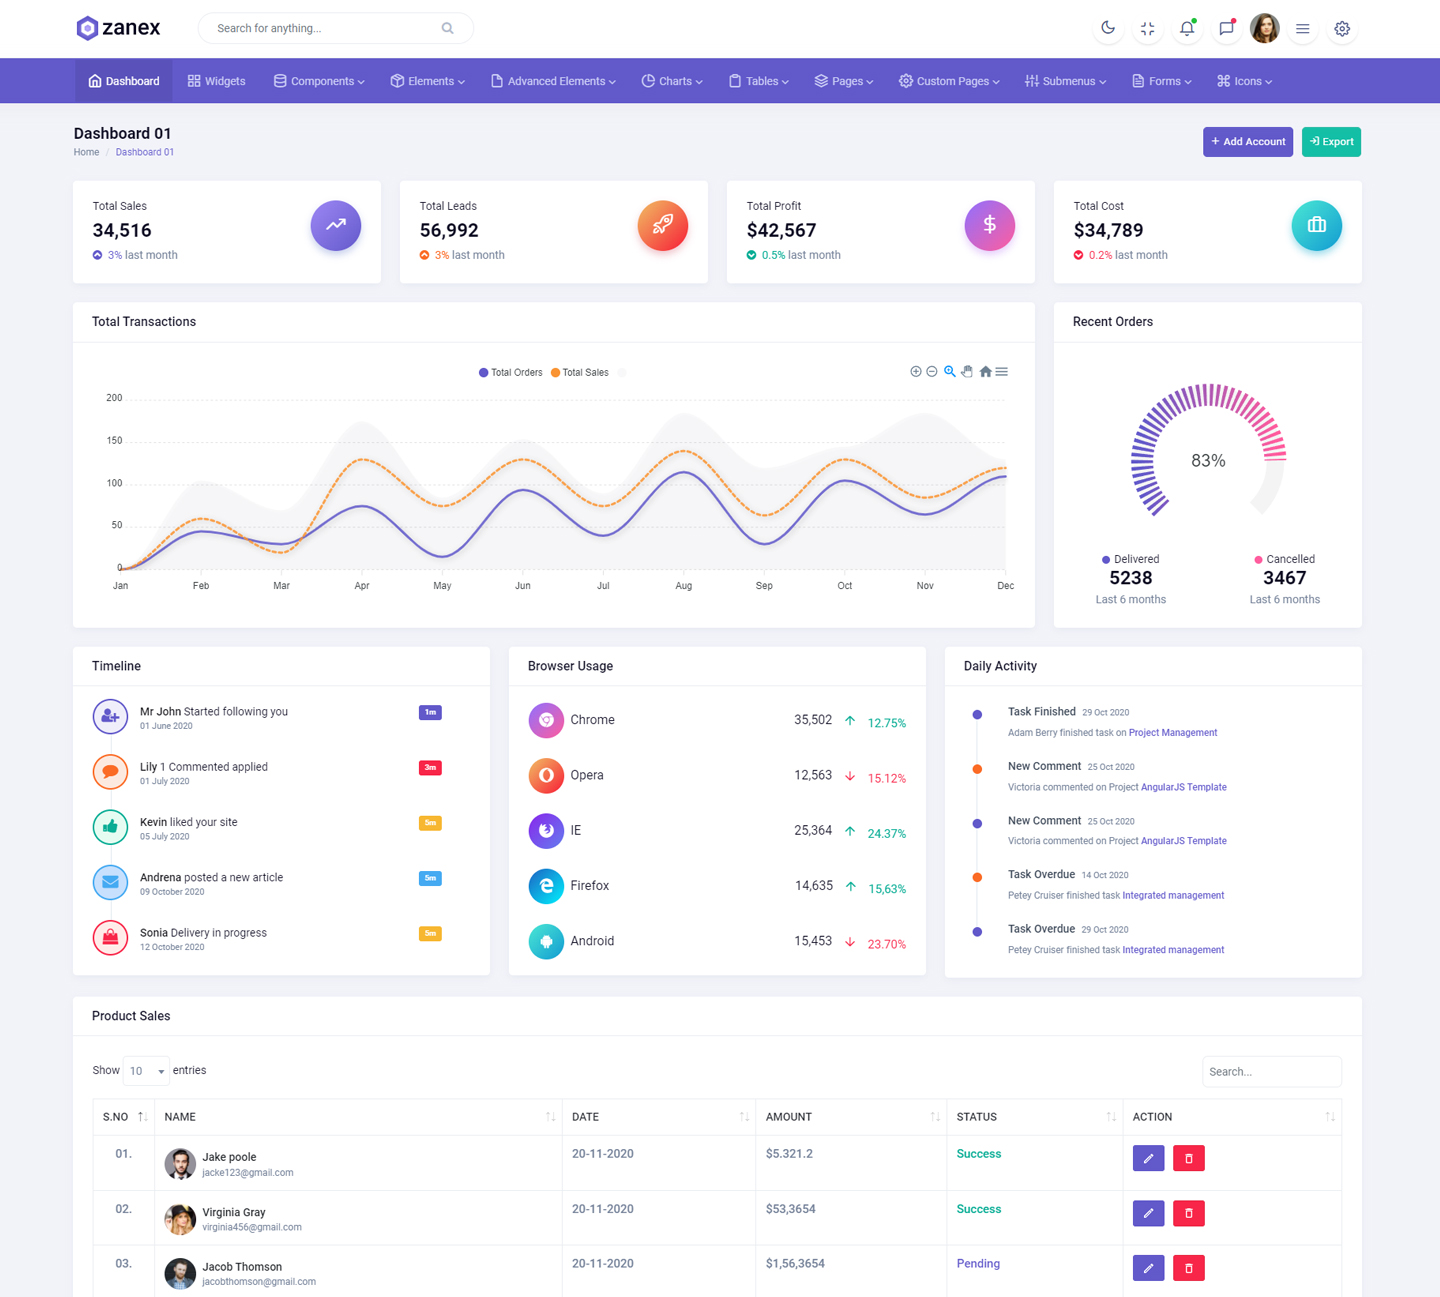 zanex
Search for anything...
Dashboard Widgets Components Elements Advanced Elements Charts Tables Pages Custom Pages Submenus Forms Icons
Dashboard 01
Home / Dashboard 01
+ Add Account Export
Total Sales
34,516
3% last month
Total Leads
56,992
3% last month
Total Profit
$42,567
0.5% last month
Total Cost
$34,789
0.2% last month
Total Transactions
Total Orders Total Sales
200
150
100
50
0
Jan Feb Mar Apr May Jun Jul Aug Sep Oct Nov Dec
Recent Orders
83%
Delivered
5238
Last 6 months
Cancelled
3467
Last 6 months
Timeline
Mr John Started following you 1m
01 June 2020
Lily 1 Commented applied 3m
01 July 2020
Kevin liked your site 5m
05 July 2020
Andrena posted a new article 5m
09 October 2020
Sonia Delivery in progress 5m
12 October 2020
Browser Usage
Chrome 35,502 12.75%
Opera 12,563 15.12%
IE 25,364 24.37%
Firefox 14,635 15,63%
Android 15,453 23.70%
Daily Activity
Task Finished 29 Oct 2020
Adam Berry finished task on Project Management
New Comment 25 Oct 2020
Victoria commented on Project AngularJS Template
New Comment 25 Oct 2020
Victoria commented on Project AngularJS Template
Task Overdue 14 Oct 2020
Petey Cruiser finished task Integrated management
Task Overdue 29 Oct 2020
Petey Cruiser finished task Integrated management
Product Sales
Show 10 entries
Search...
S.NO NAME DATE AMOUNT STATUS ACTION
01. Jake poole 20-11-2020 $5.321.2 Success
jacke123@gmail.com
02. Virginia Gray 20-11-2020 $53,3654 Success
virginia456@gmail.com
03. Jacob Thomson 20-11-2020 $1,56,3654 Pending
jacobthomson@gmail.com